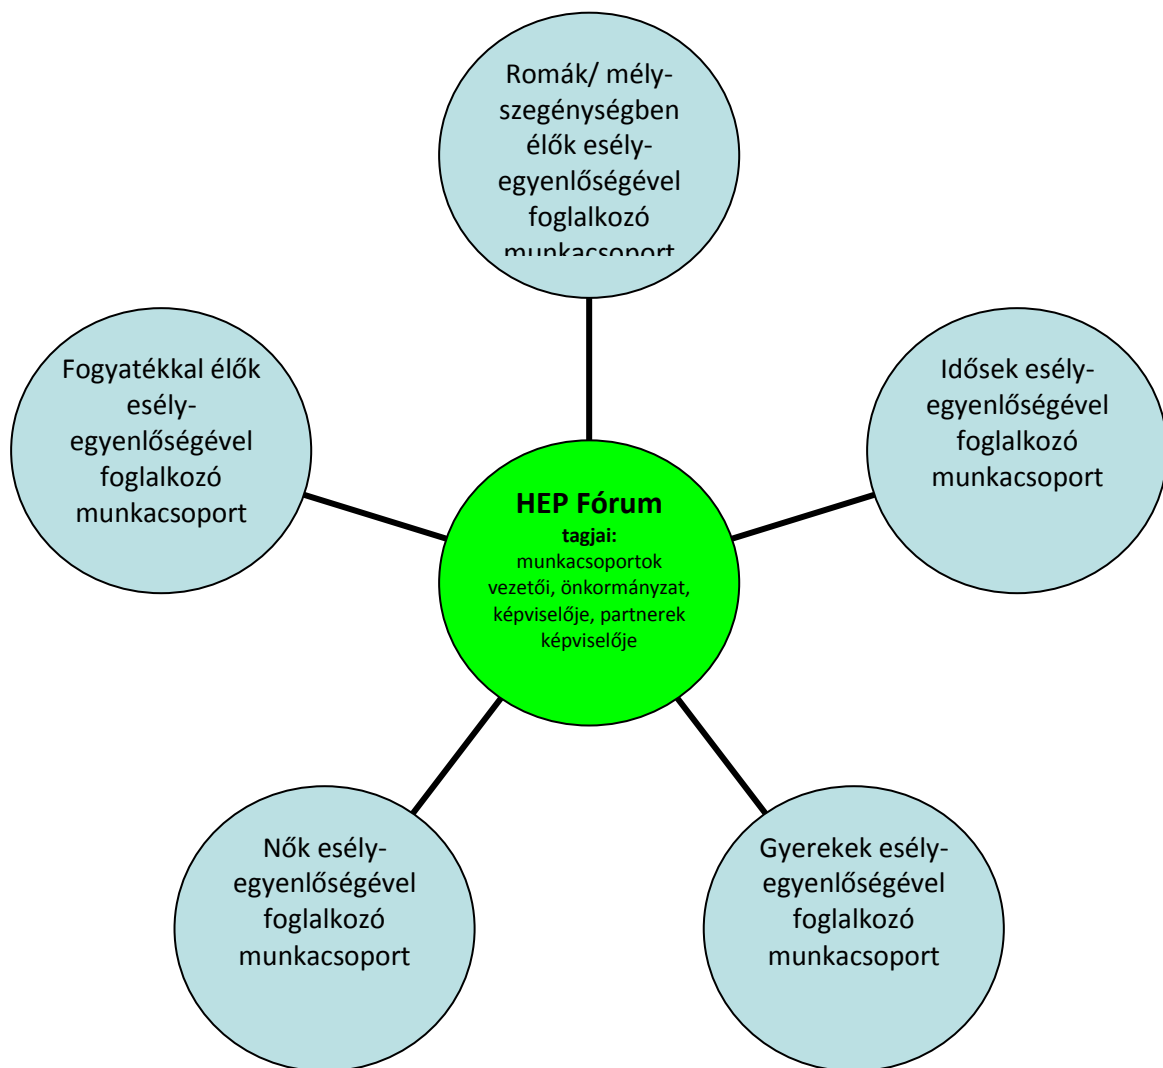 Romák/ mély-
szegénységben
élők esély-
egyenlőségével
foglalkozó
munkacsoport
Fogyatékkal élők
esély-
egyenlőségével
foglalkozó
munkacsoport
Idősek esély-
egyenlőségével
foglalkozó
munkacsoport
HEP Fórum
tagjai:
munkacsoportok
vezetői, önkormányzat,
képviselője, partnerek
képviselője
Nők esély-
egyenlőségével
foglalkozó
munkacsoport
Gyerekek esély-
egyenlőségével
foglalkozó
munkacsoport